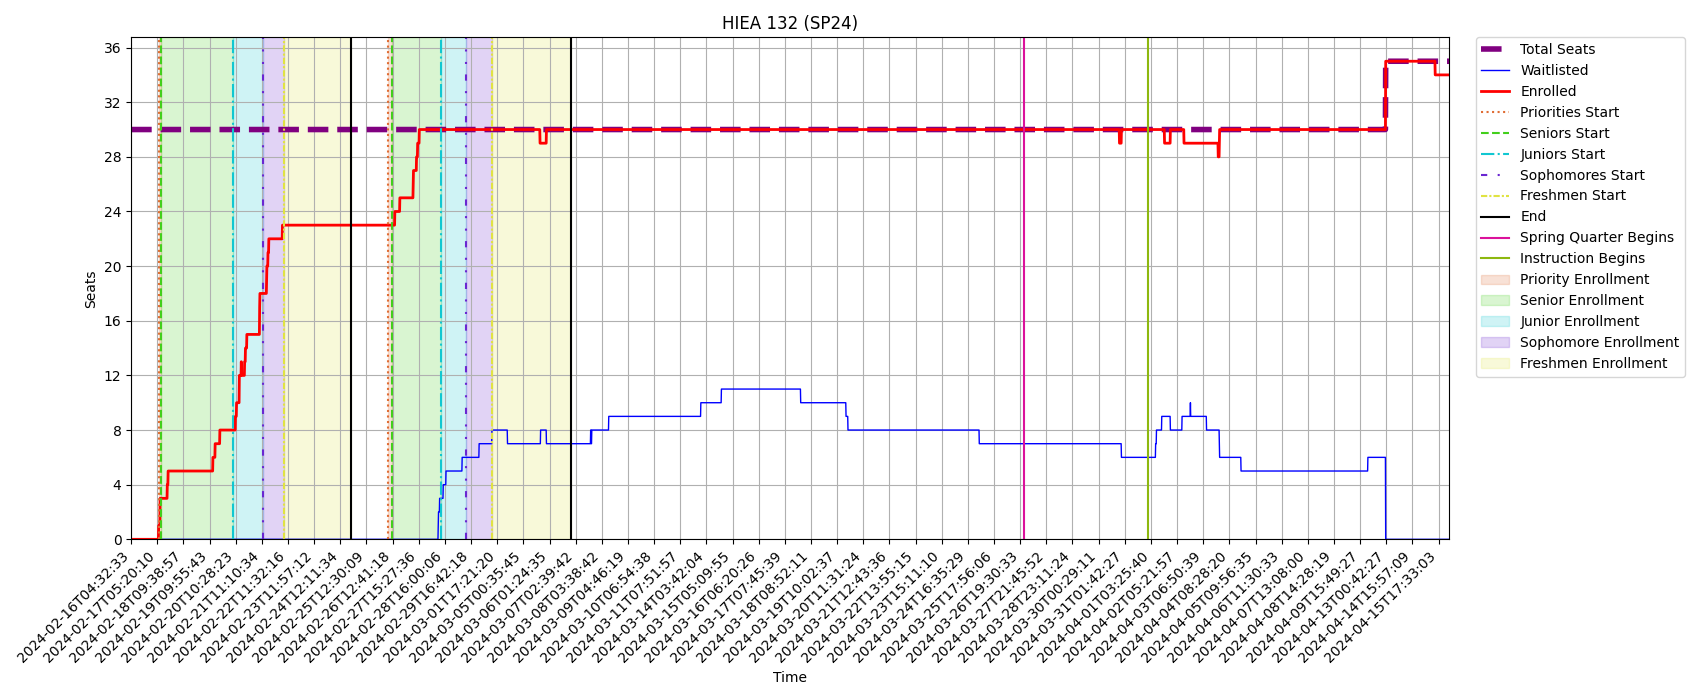 HIEA 132 (SP24)
36
32
28
24
20
16
12
8
4
0
Seats
2024-02-16T04:32:33
2024-02-17T05:20:10
2024-02-18T09:38:57
2024-02-19T09:55:43
2024-02-20T10:28:23
2024-02-21T11:10:34
2024-02-22T11:32:16
2024-02-23T11:57:12
2024-02-24T12:11:34
2024-02-25T12:30:09
2024-02-26T12:41:18
2024-02-27T15:27:36
2024-02-28T16:00:06
2024-02-29T16:42:18
2024-03-01T17:21:20
2024-03-05T00:35:45
2024-03-06T01:24:35
2024-03-07T02:39:42
2024-03-08T03:38:42
2024-03-09T04:46:19
2024-03-10T06:54:38
2024-03-11T07:51:57
2024-03-14T03:42:04
2024-03-15T05:09:55
2024-03-16T06:20:26
2024-03-17T07:45:39
2024-03-18T08:52:11
2024-03-19T10:02:37
2024-03-20T11:31:24
2024-03-21T12:43:36
2024-03-22T13:55:15
2024-03-23T15:11:10
2024-03-24T16:35:29
2024-03-25T17:56:06
2024-03-26T19:30:33
2024-03-27T21:45:52
2024-03-28T23:11:24
2024-03-30T00:29:11
2024-03-31T01:42:27
2024-04-01T03:25:40
2024-04-02T05:21:57
2024-04-03T06:50:39
2024-04-04T05:08:28:20
2024-04-06T09:56:35
2024-04-06T11:30:33
2024-04-07T13:08:00
2024-04-08T14:28:19
2024-04-09T15:49:27
2024-04-13T00:42:27
2024-04-14T15:57:09
2024-04-15T17:33:03
Time
Total Seats
Waitlisted
Enrolled
Priorities Start
Seniors Start
Juniors Start
Sophomores Start
Freshmen Start
End
Spring Quarter Begins
Instruction Begins
Priority Enrollment
Senior Enrollment
Junior Enrollment
Sophomore Enrollment
Freshmen Enrollment